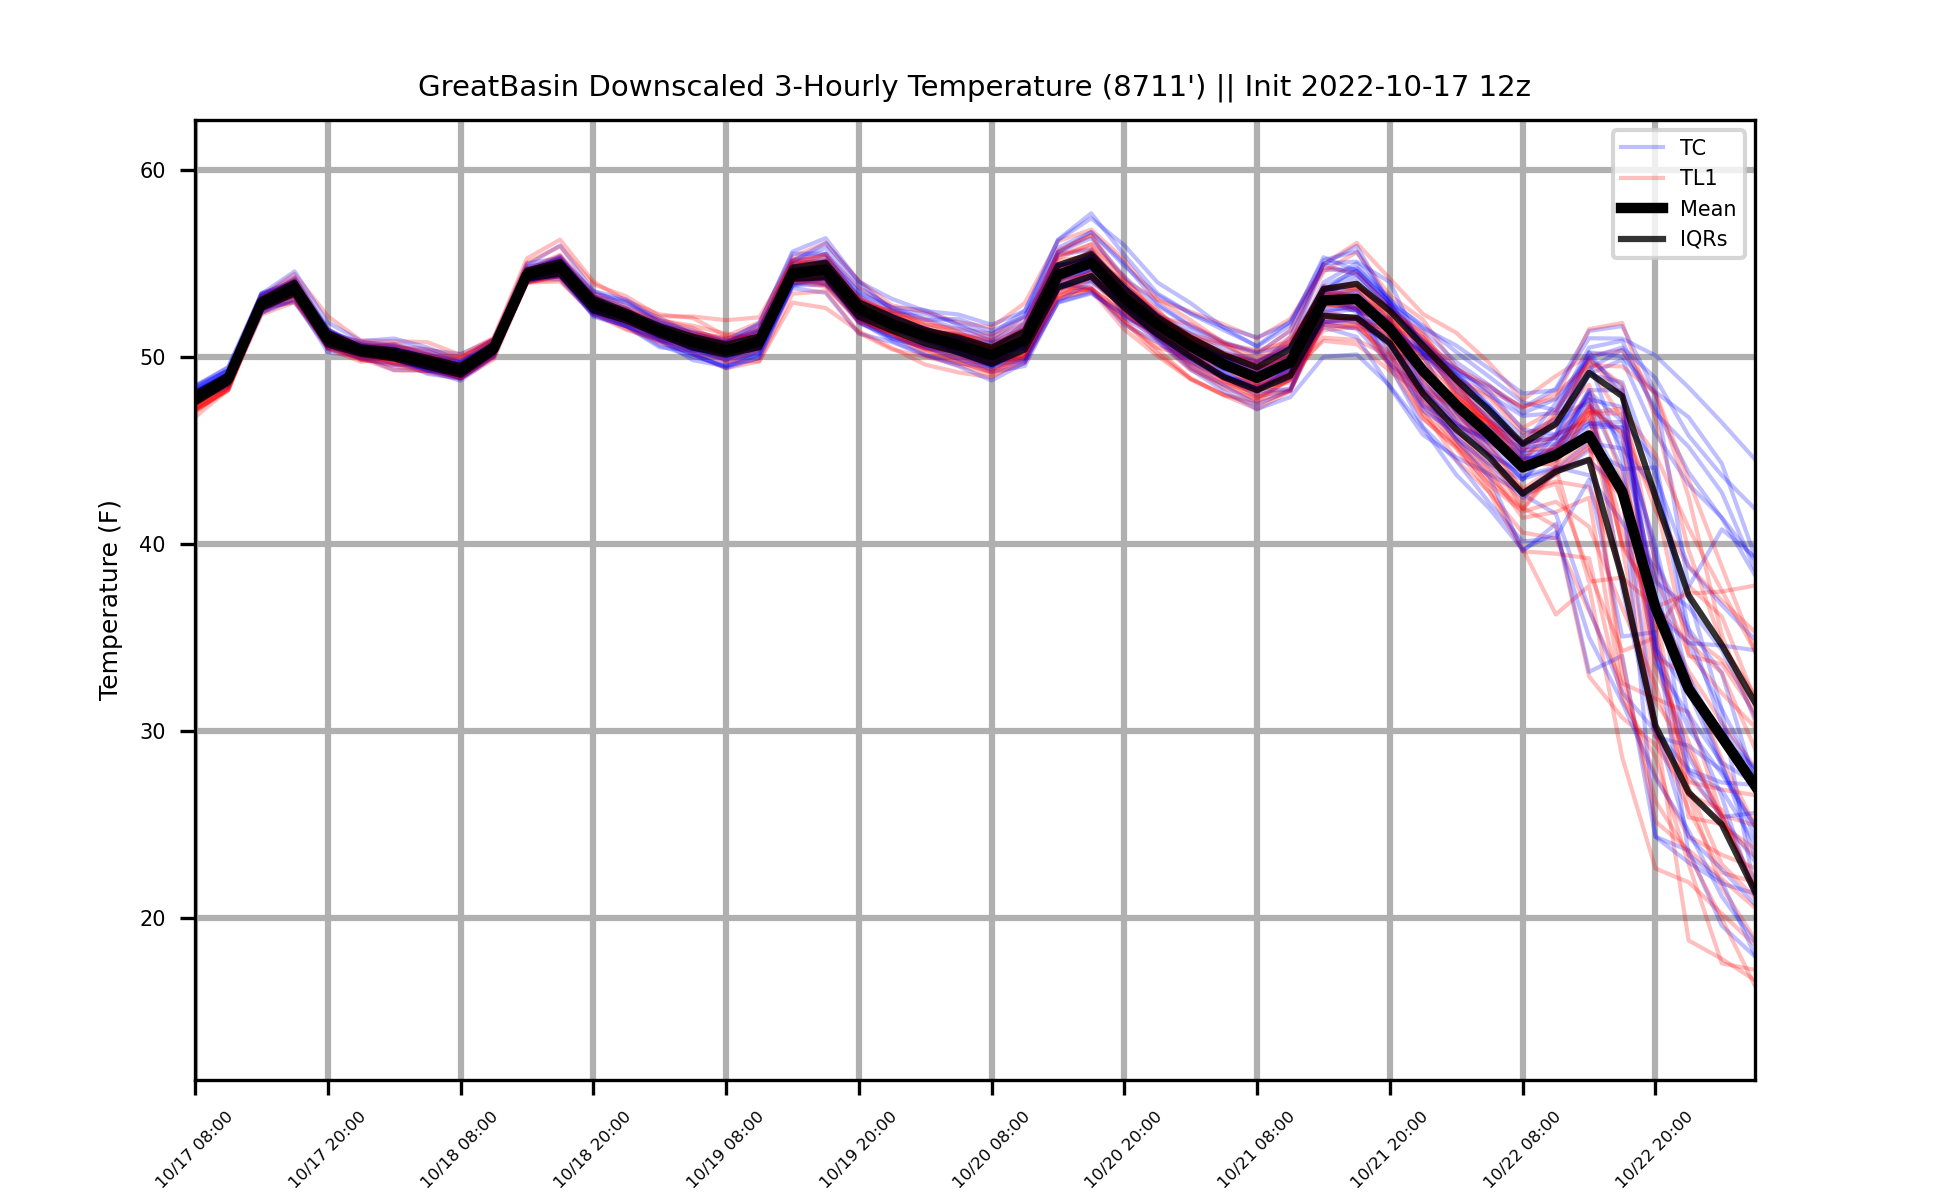 GreatBasin Downscaled 3-Hourly Temperature (8711') || Init 2022-10-17 12z
TC
TL1
Mean
IQRs
Temperature (F)
60
50
40
30
20
10/17 08:00
10/17 20:00
10/18 08:00
10/18 20:00
10/19 08:00
10/19 20:00
10/20 08:00
10/20 20:00
10/21 08:00
10/21 20:00
10/22 08:00
10/22 20:00